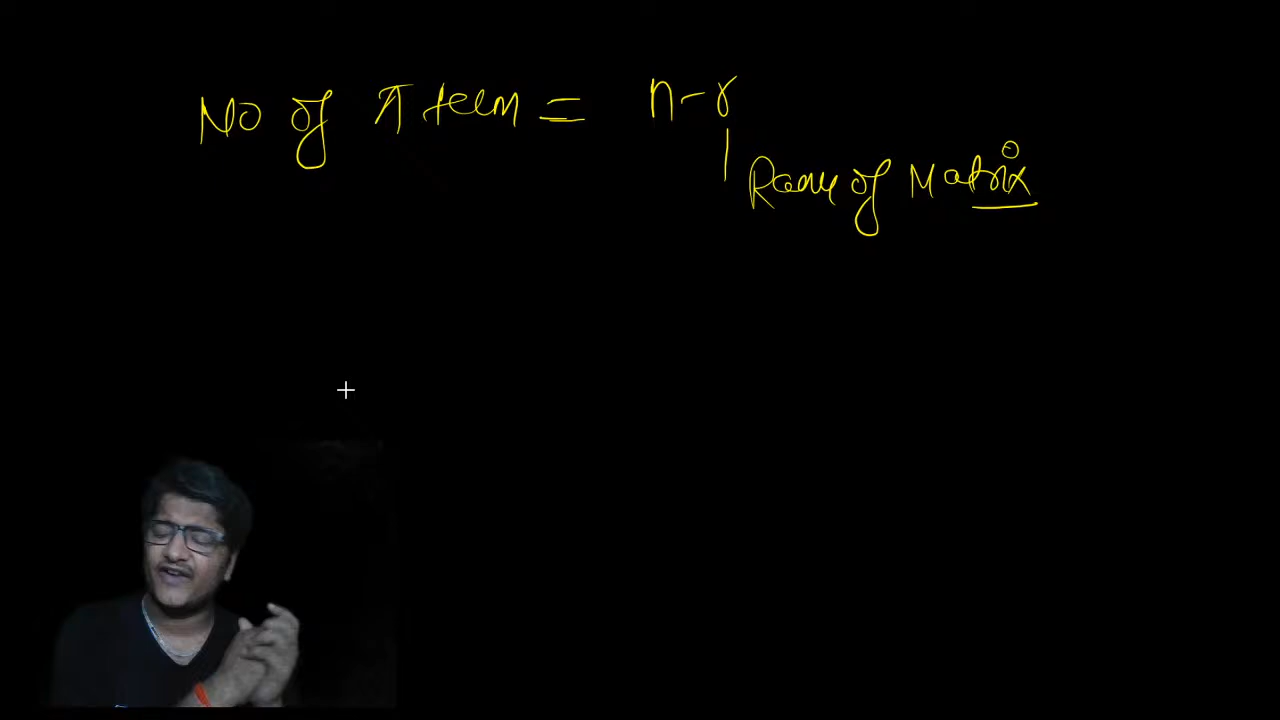 No of π term = n-r
Rank of Matrix